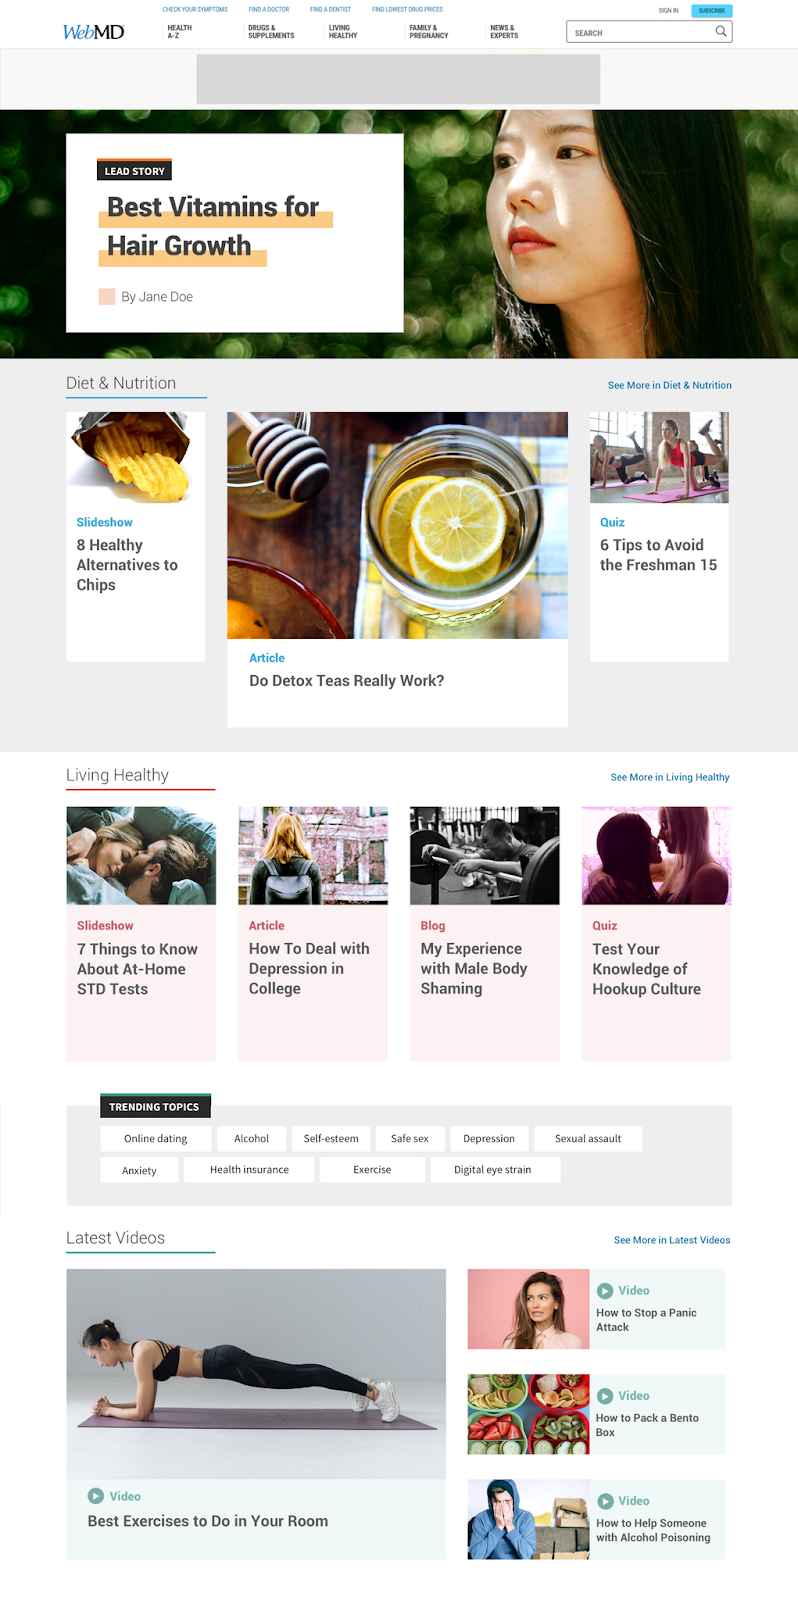 CHECK YOUR SYMPTOMS FIND A DOCTOR FIND A DENTIST FIND LOWEST DRUG PRICES SIGN IN SUBSCRIBE
WebMD
HEALTH
A-Z
DRUGS &
SUPPLEMENTS
LIVING
HEALTHY
FAMILY &
PREGNANCY
NEWS &
EXPERTS
SEARCH
LEAD STORY
Best Vitamins for
Hair Growth
By Jane Doe
Diet & Nutrition
See More in Diet & Nutrition
Slideshow
8 Healthy
Alternatives to
Chips
Article
Do Detox Teas Really Work?
Quiz
6 Tips to Avoid
the Freshman 15
Living Healthy
See More in Living Healthy
Slideshow
7 Things to Know
About At-Home
STD Tests
Article
How To Deal with
Depression in
College
Blog
My Experience
with Male Body
Shaming
Quiz
Test Your
Knowledge of
Hookup Culture
TRENDING TOPICS
Online dating Alcohol Self-esteem Safe sex Depression Sexual assault
Anxiety Health insurance Exercise Digital eye strain
Latest Videos
See More in Latest Videos
Video
Best Exercises to Do in Your Room
Video
How to Stop a Panic
Attack
Video
How to Pack a Bento
Box
Video
How to Help Someone
with Alcohol Poisoning